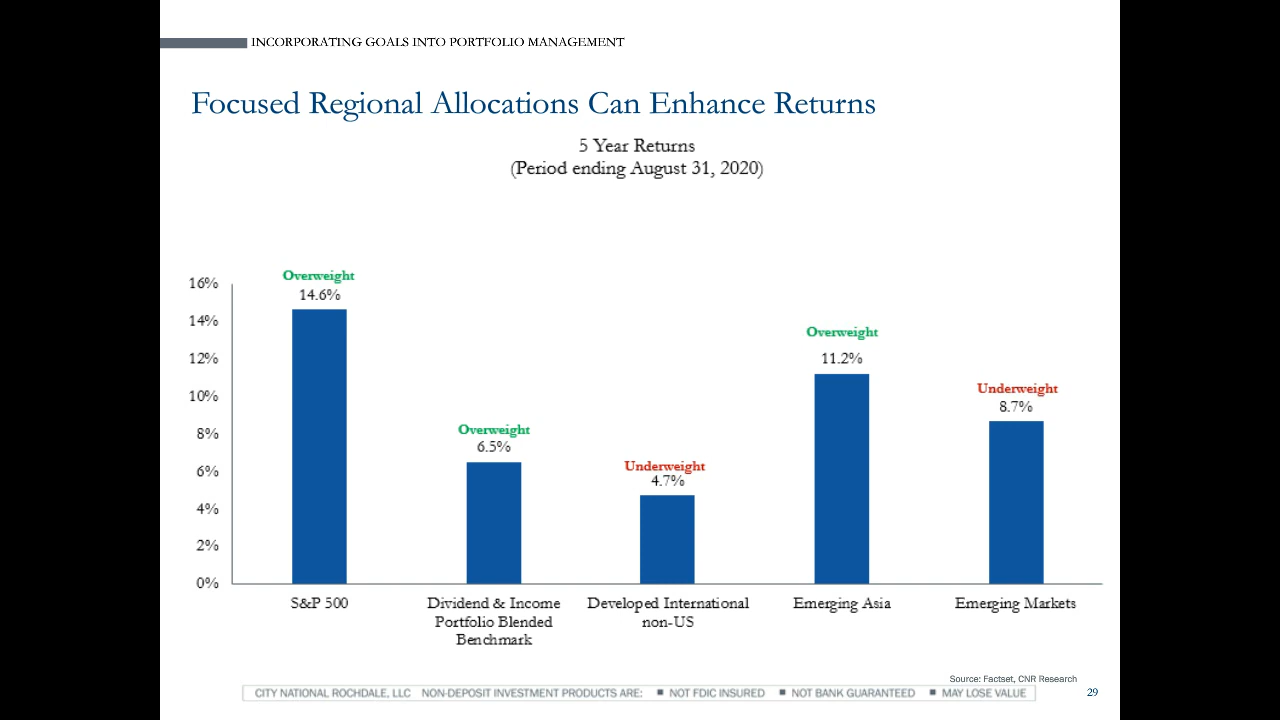 INCORPORATING GOALS INTO PORTFOLIO MANAGEMENT
Focused Regional Allocations Can Enhance Returns
5 Year Returns
(Period ending August 31, 2020)
16%
14%
12%
10%
8%
6%
4%
2%
0%
Overweight
14.6%
Overweight
6.5%
Underweight
4.7%
Overweight
11.2%
Underweight
8.7%
S&P 500
Dividend & Income
Portfolio Blended
Benchmark
Developed International
non-US
Emerging Asia
Emerging Markets
Source: Factset, CNR Research
CITY NATIONAL ROCHDALE, LLC NON-DEPOSIT INVESTMENT PRODUCTS ARE: ■ NOT FDIC INSURED ■ NOT BANK GUARANTEED ■ MAY LOSE VALUE
29